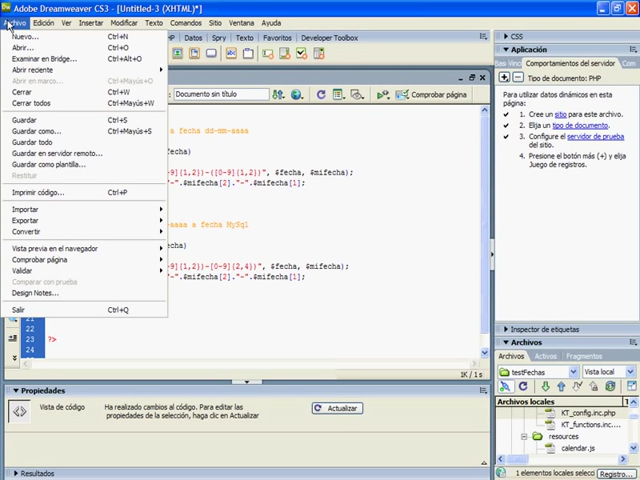 Adobe Dreamweaver CS3 - [Untitled-3 (XHTML)*]
Archivo Edición Ver Insertar Modificar Texto Comandos Sitio Ventana Ayuda
Nuevo... Ctrl+N
Abrir... Ctrl+O
Examinar en Bridge... Ctrl+Alt+O
Abrir reciente
Abrir en marco... Ctrl+Mayús+O
Cerrar Ctrl+W
Cerrar todos Ctrl+Mayús+W
Guardar Ctrl+S
Guardar como... Ctrl+Mayús+S
Guardar todo
Guardar en servidor remoto...
Guardar como plantilla...
Restituir
Imprimir código... Ctrl+P
Importar
Exportar
Convertir
Vista previa en el navegador
Comprobar página
Validar
Comparar con prueba
Design Notes...
Salir Ctrl+Q
HP Datos Spry Texto Favoritos Developer Toolbox
Documento sin título Comprobar página
a fecha dd-mm-aaaa
)
-9]{1,2})-([0-9]{1,2})", $fecha, $mifecha);
"-".$mifecha[2]."-".$mifecha[1];
-aaaa a fecha MySql
)
-9]{1,2})-([0-9]{2,4})", $fecha, $mifecha);
"-".$mifecha[2]."-".$mifecha[1];
21
22
23 ?>
24
1K / 1 s
Propiedades
Vista de código
Ha realizado cambios al código. Para editar las
propiedades de la selección, haga clic en Actualizar
Actualizar
Resultados
CSS
Aplicación
Bas Vinc Comportamientos del servidor Com
Tipo de documento: PHP
Para utilizar datos dinámicos en esta
página:
1. Cree un sitio para este archivo.
2. Elija un tipo de documento.
3. Configure el servidor de prueba
del sitio.
4. Presione el botón más (+) y elija
Juego de registros.
Inspector de etiquetas
Archivos
Archivos Activos Fragmentos
testFechas Vista local
Archivos locales
KT_config.inc.php
KT_functions.inc....
resources
calendar.js
1 elementos locales selecci Registro...